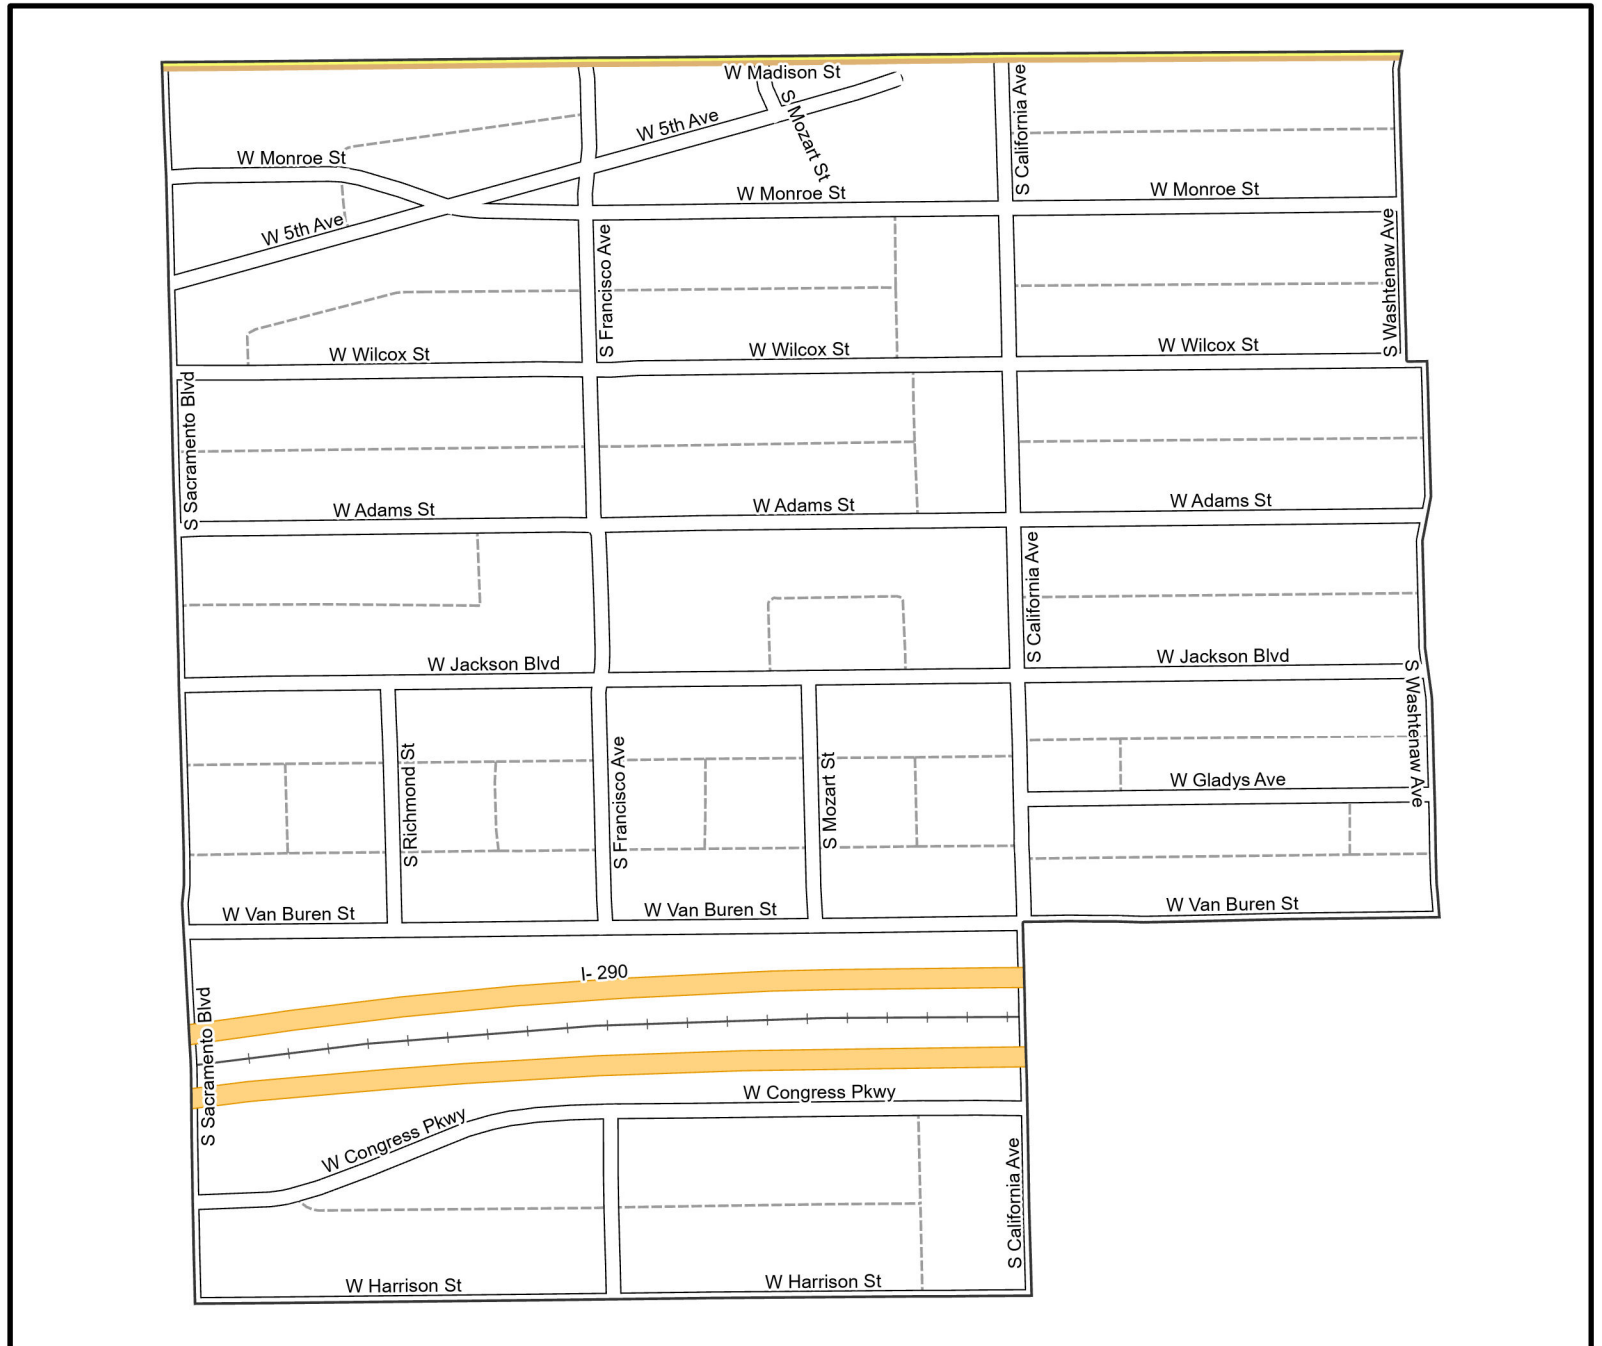 W Madison St
S California Ave
S Mozart St
W 5th Ave
W Monroe St
W Monroe St
W Monroe St
W 5th Ave
S Francisco Ave
S Washtenaw Ave
W Wilcox St
W Wilcox St
W Wilcox St
S Sacramento Blvd
W Adams St
W Adams St
W Adams St
S California Ave
W Jackson Blvd
W Jackson Blvd
S Washtenaw Ave
S Richmond St
S Francisco Ave
S Mozart St
W Gladys Ave
W Van Buren St
W Van Buren St
W Van Buren St
I- 290
S Sacramento Blvd
W Congress Pkwy
W Congress Pkwy
S California Ave
W Harrison St
W Harrison St